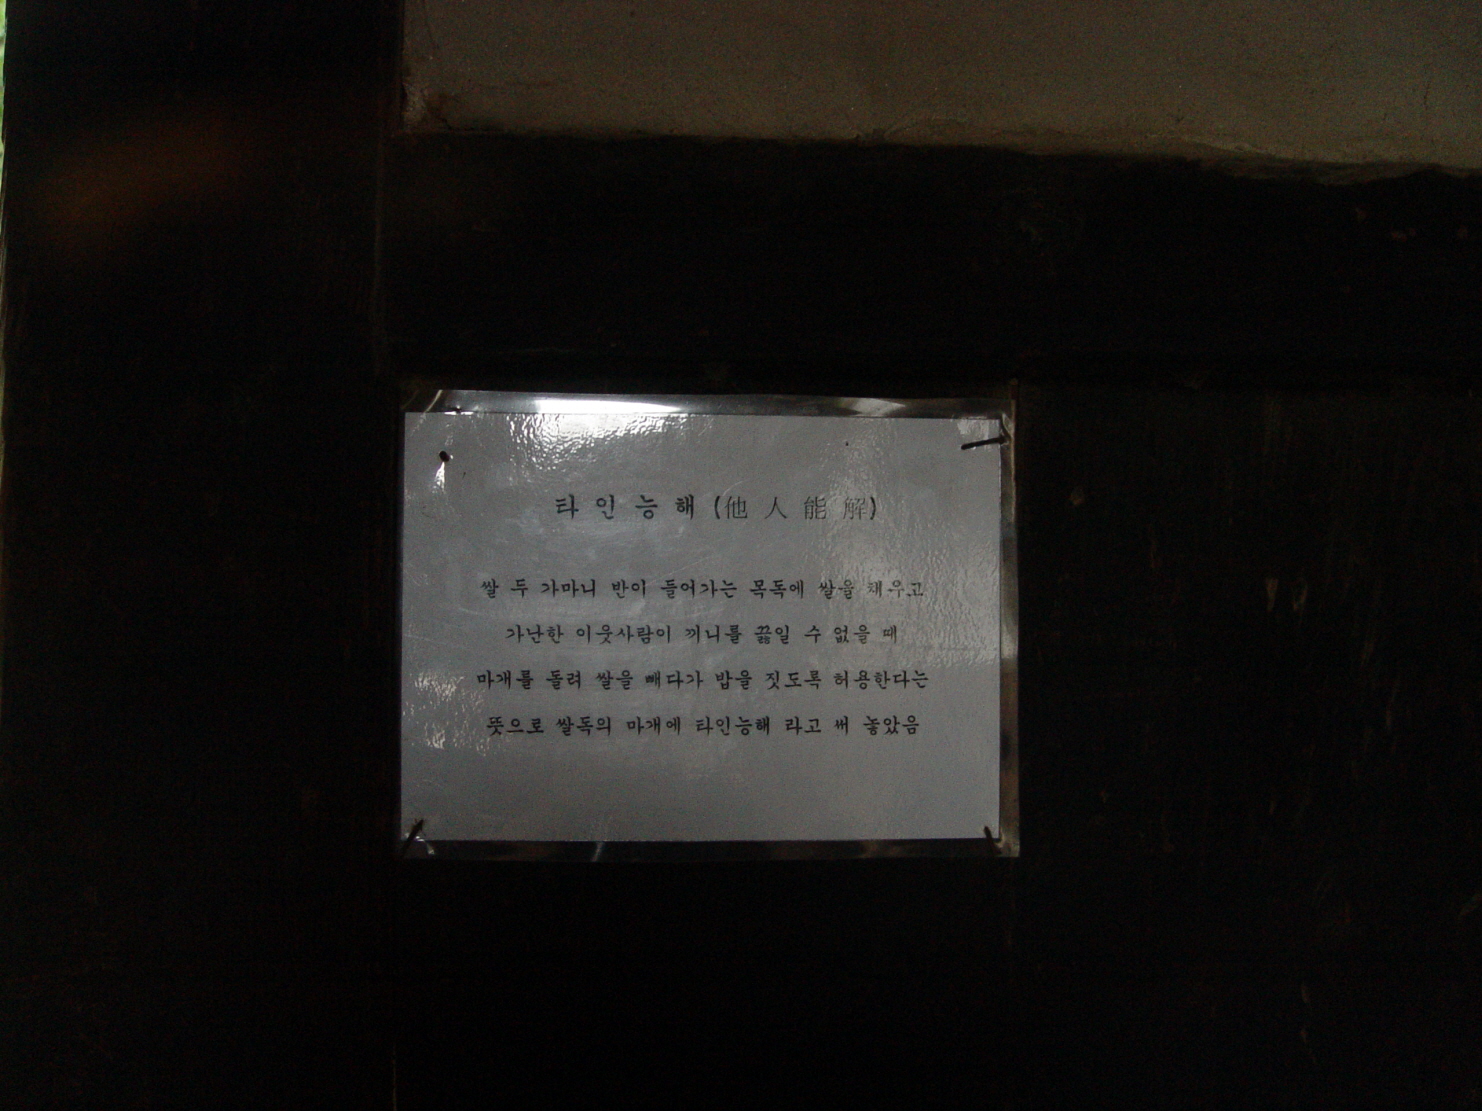 타 인 능 해 (他 人 能 解)
쌀 두 가마니 반이 들어가는 목독에 쌀을 채우고
가난한 이웃사람이 끼니를 끓일 수 없을 때
마개를 돌려 쌀을 빼다가 밥을 짓도록 허용한다는
뜻으로 쌀독의 마개에 타인능해 라고 써 놓았음